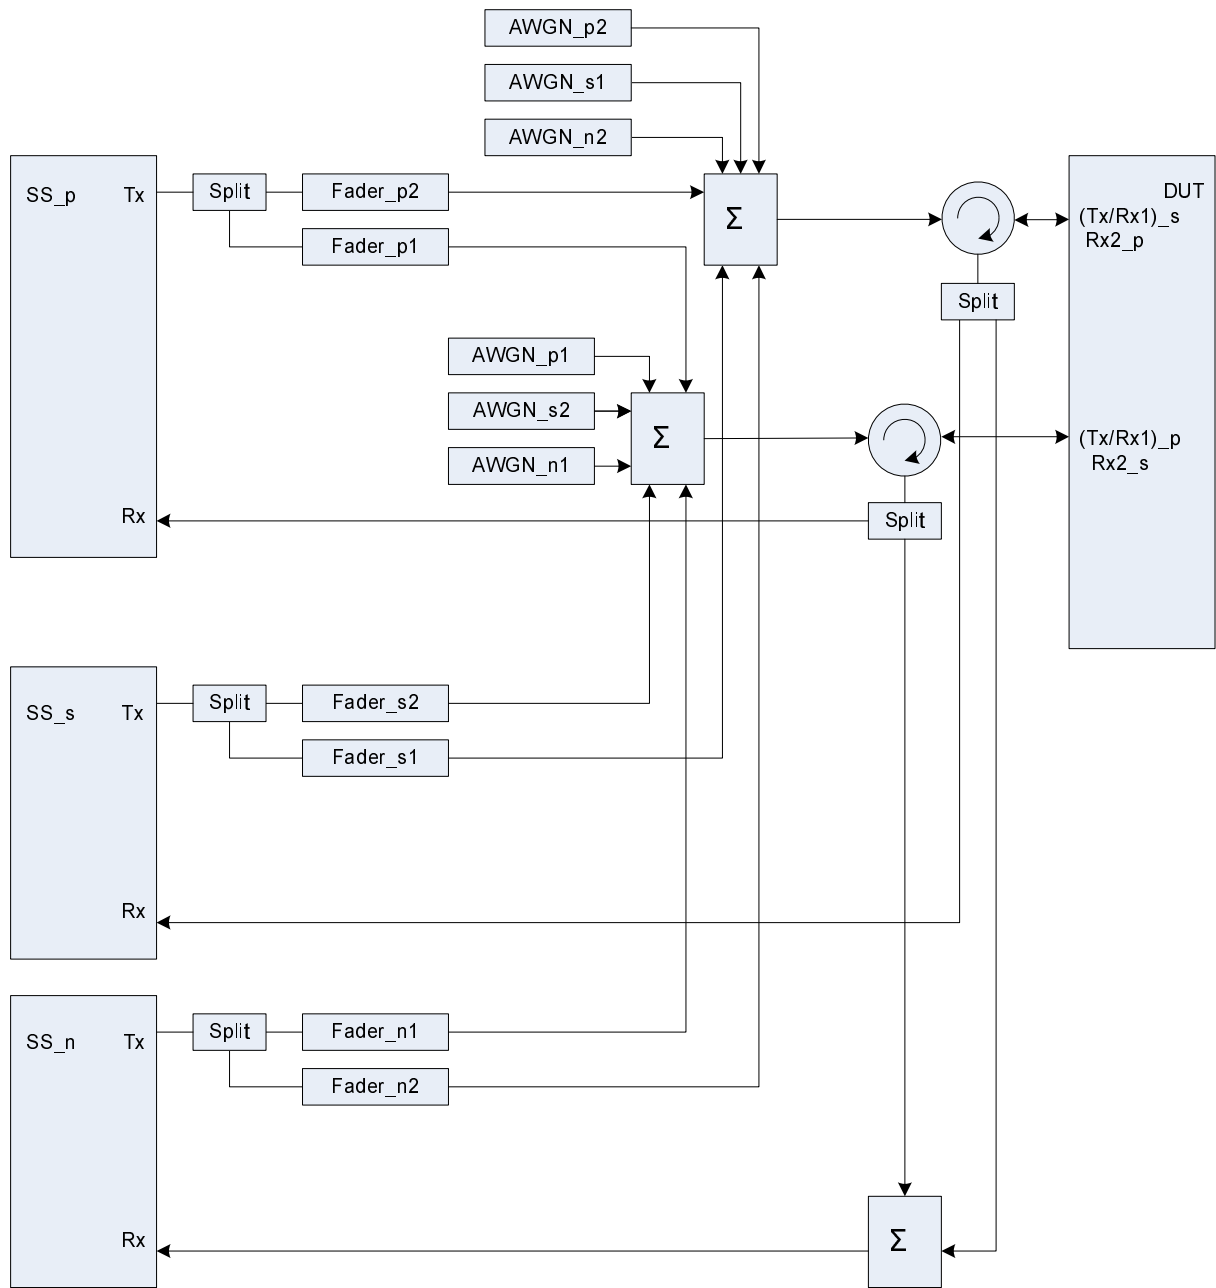 AWGN_p2
AWGN_s1
AWGN_n2
SS_p
Tx
Split
Fader_p2
Fader_p1
Σ
DUT
(Tx/Rx1)_s
Rx2_p
Split
AWGN_p1
AWGN_s2
AWGN_n1
Σ
(Tx/Rx1)_p
Rx2_s
Rx
Split
SS_s
Tx
Split
Fader_s2
Fader_s1
Rx
SS_n
Tx
Split
Fader_n1
Fader_n2
Rx
Σ